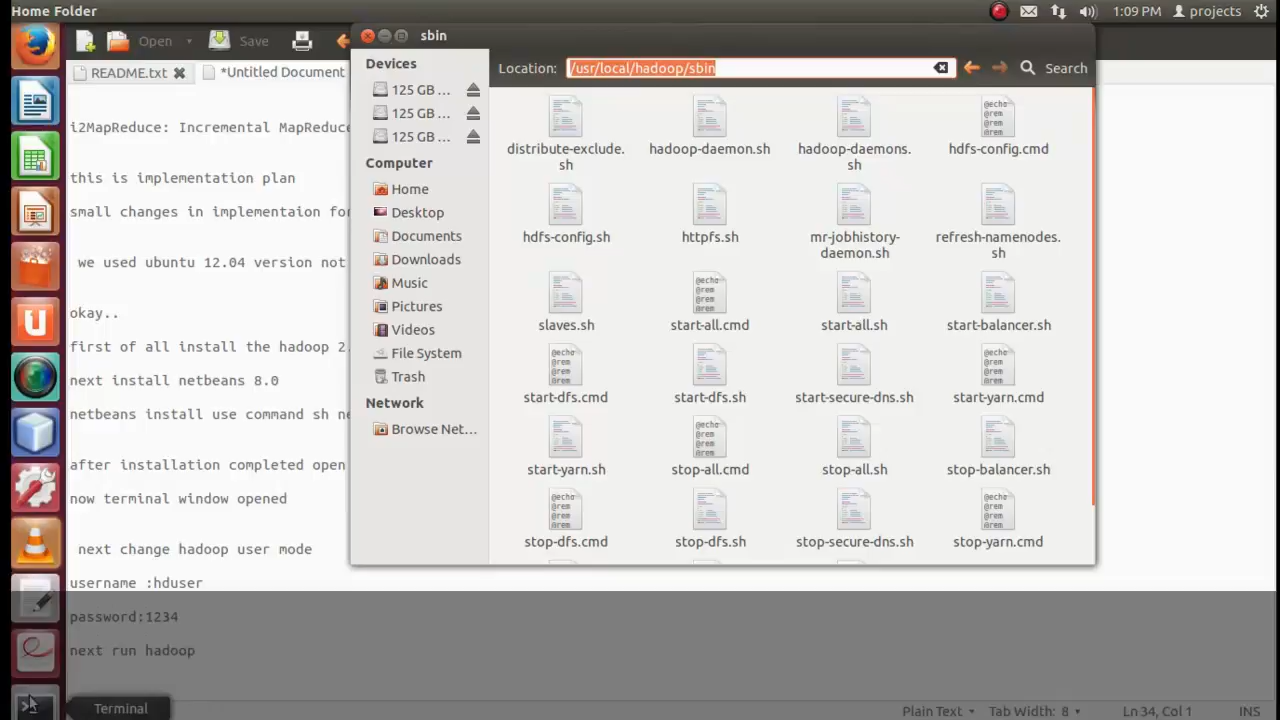 Home Folder
1:09 PM
projects
Open
Save
sbin
README.txt
*Untitled Document
Devices
125 GB ...
125 GB ...
125 GB ...
Computer
Home
Desktop
Documents
Downloads
Music
Pictures
Videos
File System
Trash
Network
Browse Net...
Location:
/usr/local/hadoop/sbin
Search
distribute-exclude.
sh
hadoop-daemon.sh
hadoop-daemons.
sh
hdfs-config.cmd
hdfs-config.sh
httpfs.sh
mr-jobhistory-
daemon.sh
refresh-namenodes.
sh
slaves.sh
start-all.cmd
start-all.sh
start-balancer.sh
start-dfs.cmd
start-dfs.sh
start-secure-dns.sh
start-yarn.cmd
start-yarn.sh
stop-all.cmd
stop-all.sh
stop-balancer.sh
stop-dfs.cmd
stop-dfs.sh
stop-secure-dns.sh
stop-yarn.cmd
i2MapReduce: Incremental MapReduce
this is implementation plan
small changes in implementation for
we used ubuntu 12.04 version not
okay..
first of all install the hadoop 2.
next install netbeans 8.0
netbeans install use command sh ne
after installation completed open
now terminal window opened
next change hadoop user mode
username :hduser
password:1234
next run hadoop
Terminal
Plain Text
Tab Width: 8
Ln 34, Col 1
INS